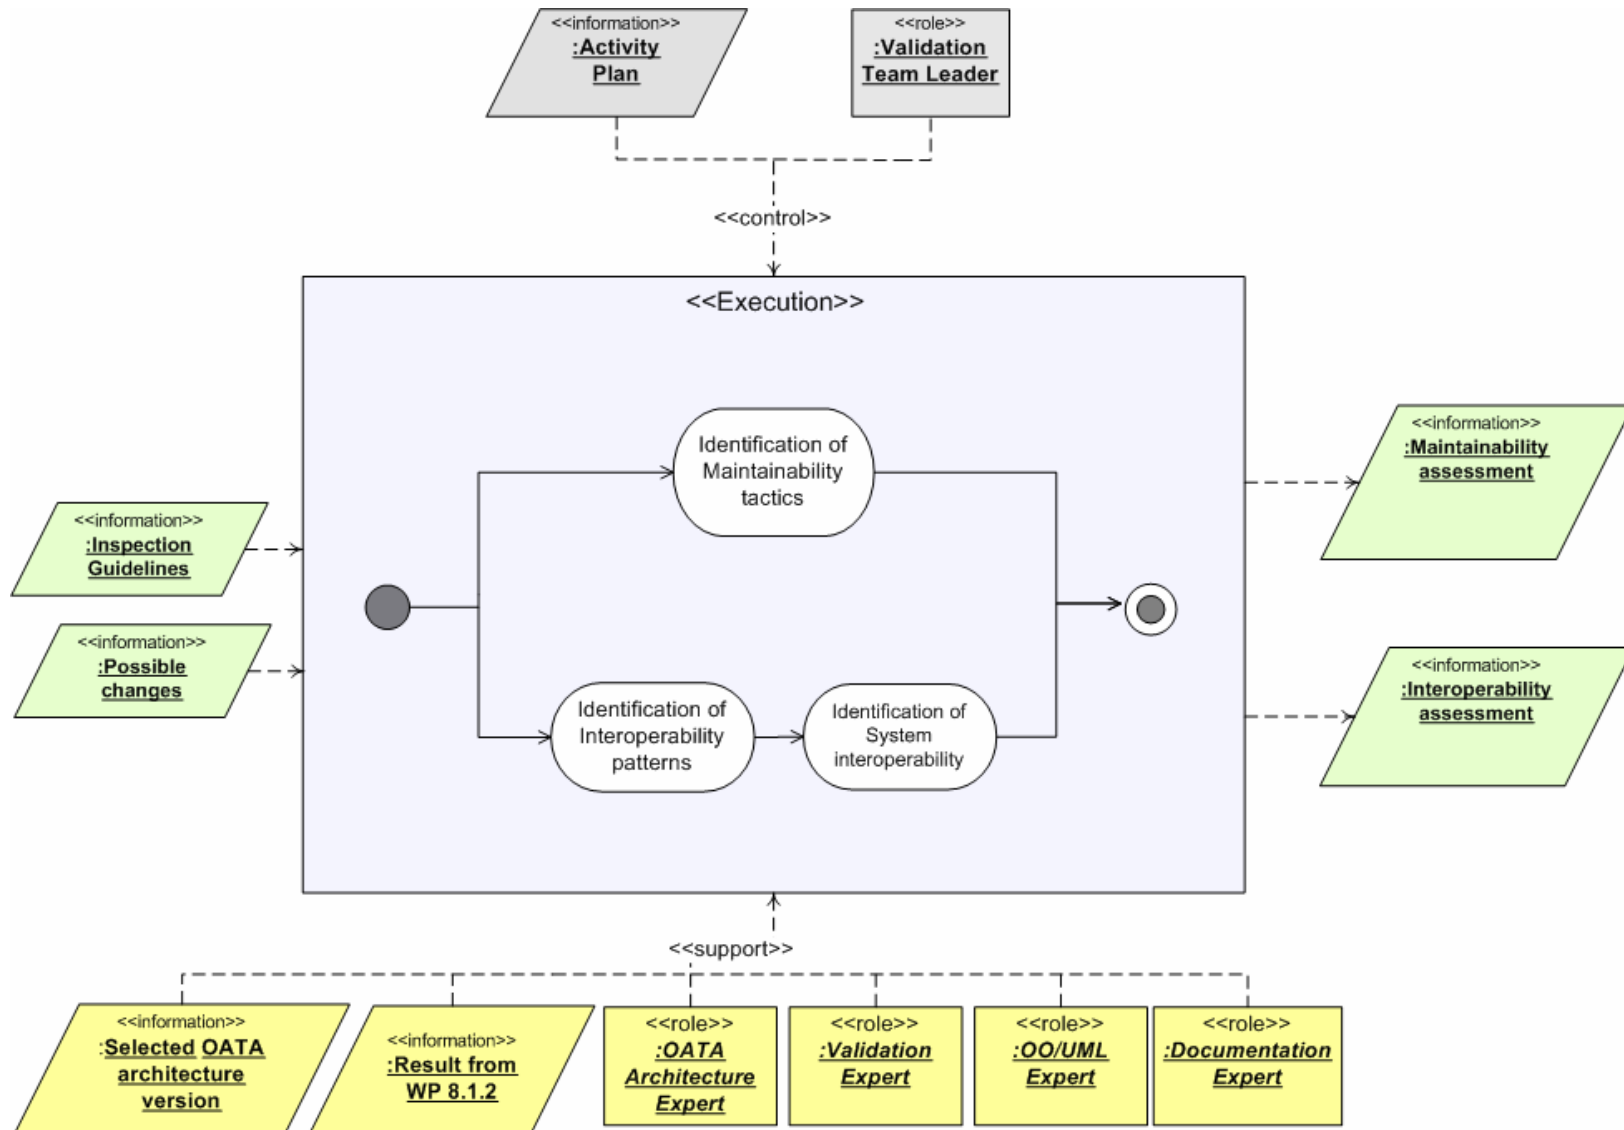 <<information>>
:Activity
Plan
<<role>>
:Validation
Team Leader
<<control>>
<<Execution>>
Identification of
Maintainability
tactics
<<information>>
:Maintainability
assessment
<<information>>
:Inspection
Guidelines
<<information>>
:Possible
changes
Identification of
Interoperability
patterns
Identification of
System
interoperability
<<information>>
:Interoperability
assessment
<<support>>
<<information>>
:Selected OATA
architecture
version
<<information>>
:Result from
WP 8.1.2
<<role>>
:OATA
Architecture
Expert
<<role>>
:Validation
Expert
<<role>>
:OO/UML
Expert
<<role>>
:Documentation
Expert